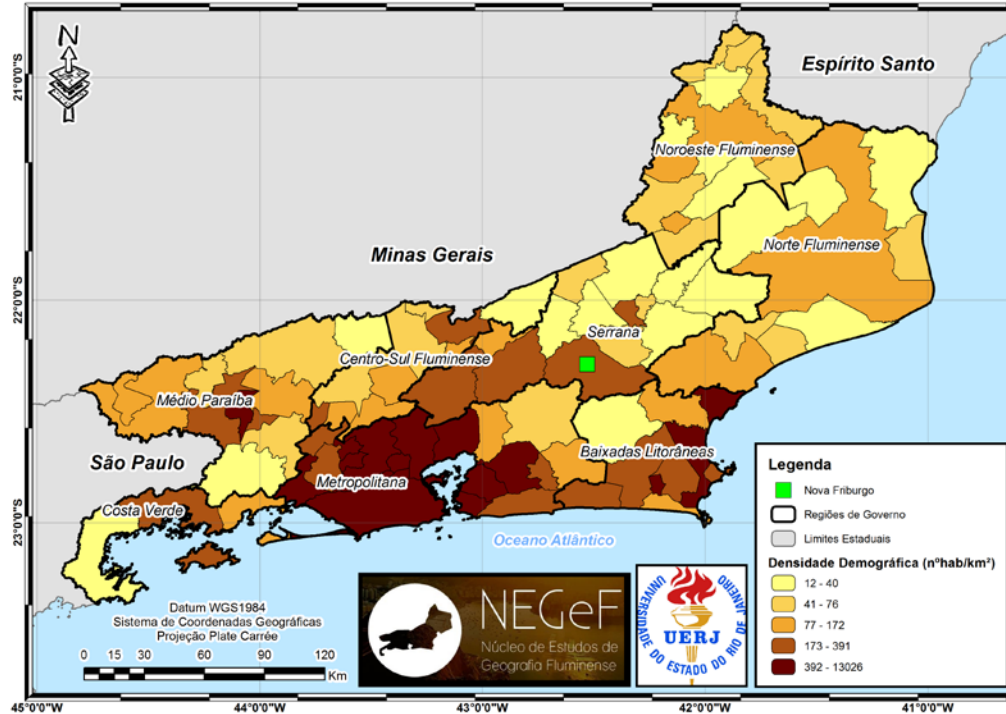 N
Espírito Santo
Noroeste Fluminense
Minas Gerais
Norte Fluminense
Serrana
Centro-Sul Fluminense
Médio Paraíba
Baixadas Litorâneas
São Paulo
Metropolitana
Costa Verde
Oceano Atlântico
21°0'0"S
22°0'0"S
23°0'0"S
Datum WGS1984
Sistema de Coordenadas Geográficas
Projeção Plate Carrée
0 15 30 60 90 120
Km
NEGeF
Núcleo de Estudos de
Geografia Fluminense
UNIVERSIDADE DO ESTADO DO RIO DE JANEIRO
UERJ
Legenda
Nova Friburgo
Regiões de Governo
Limites Estaduais
Densidade Demográfica (nºhab/km²)
12 - 40
41 - 76
77 - 172
173 - 391
392 - 13026
45°0'0"W 44°0'0"W 43°0'0"W 42°0'0"W 41°0'0"W